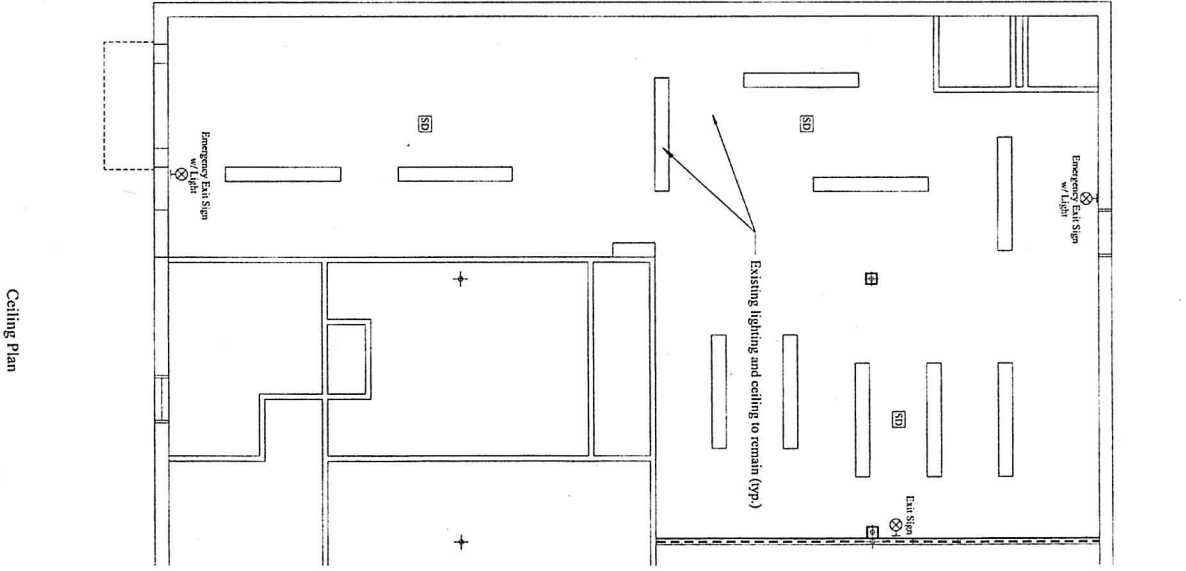 Emergency Exit Sign
w/ Light
SD
SD
Emergency Exit Sign
w/ Light
Existing lighting and ceiling to remain (typ.)
SD
Exit Sign
Ceiling Plan